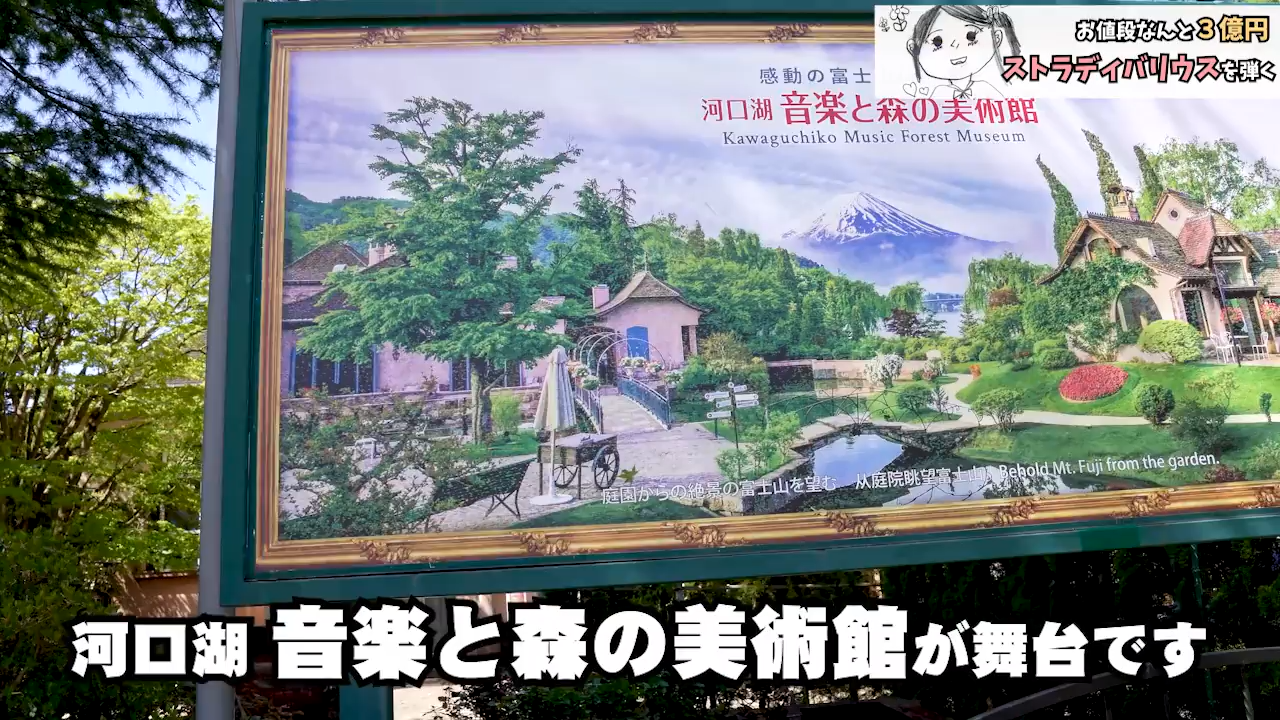 お値段なんと3億円
ストラディバリウスを弾く
感動の富士
河口湖 音楽と森の美術館
Kawaguchiko Music Forest Museum
庭園からの絶景の富士山を望む 从庭院眺望富士山 Behold Mt. Fuji from the garden.
河口湖 音楽と森の美術館が舞台です